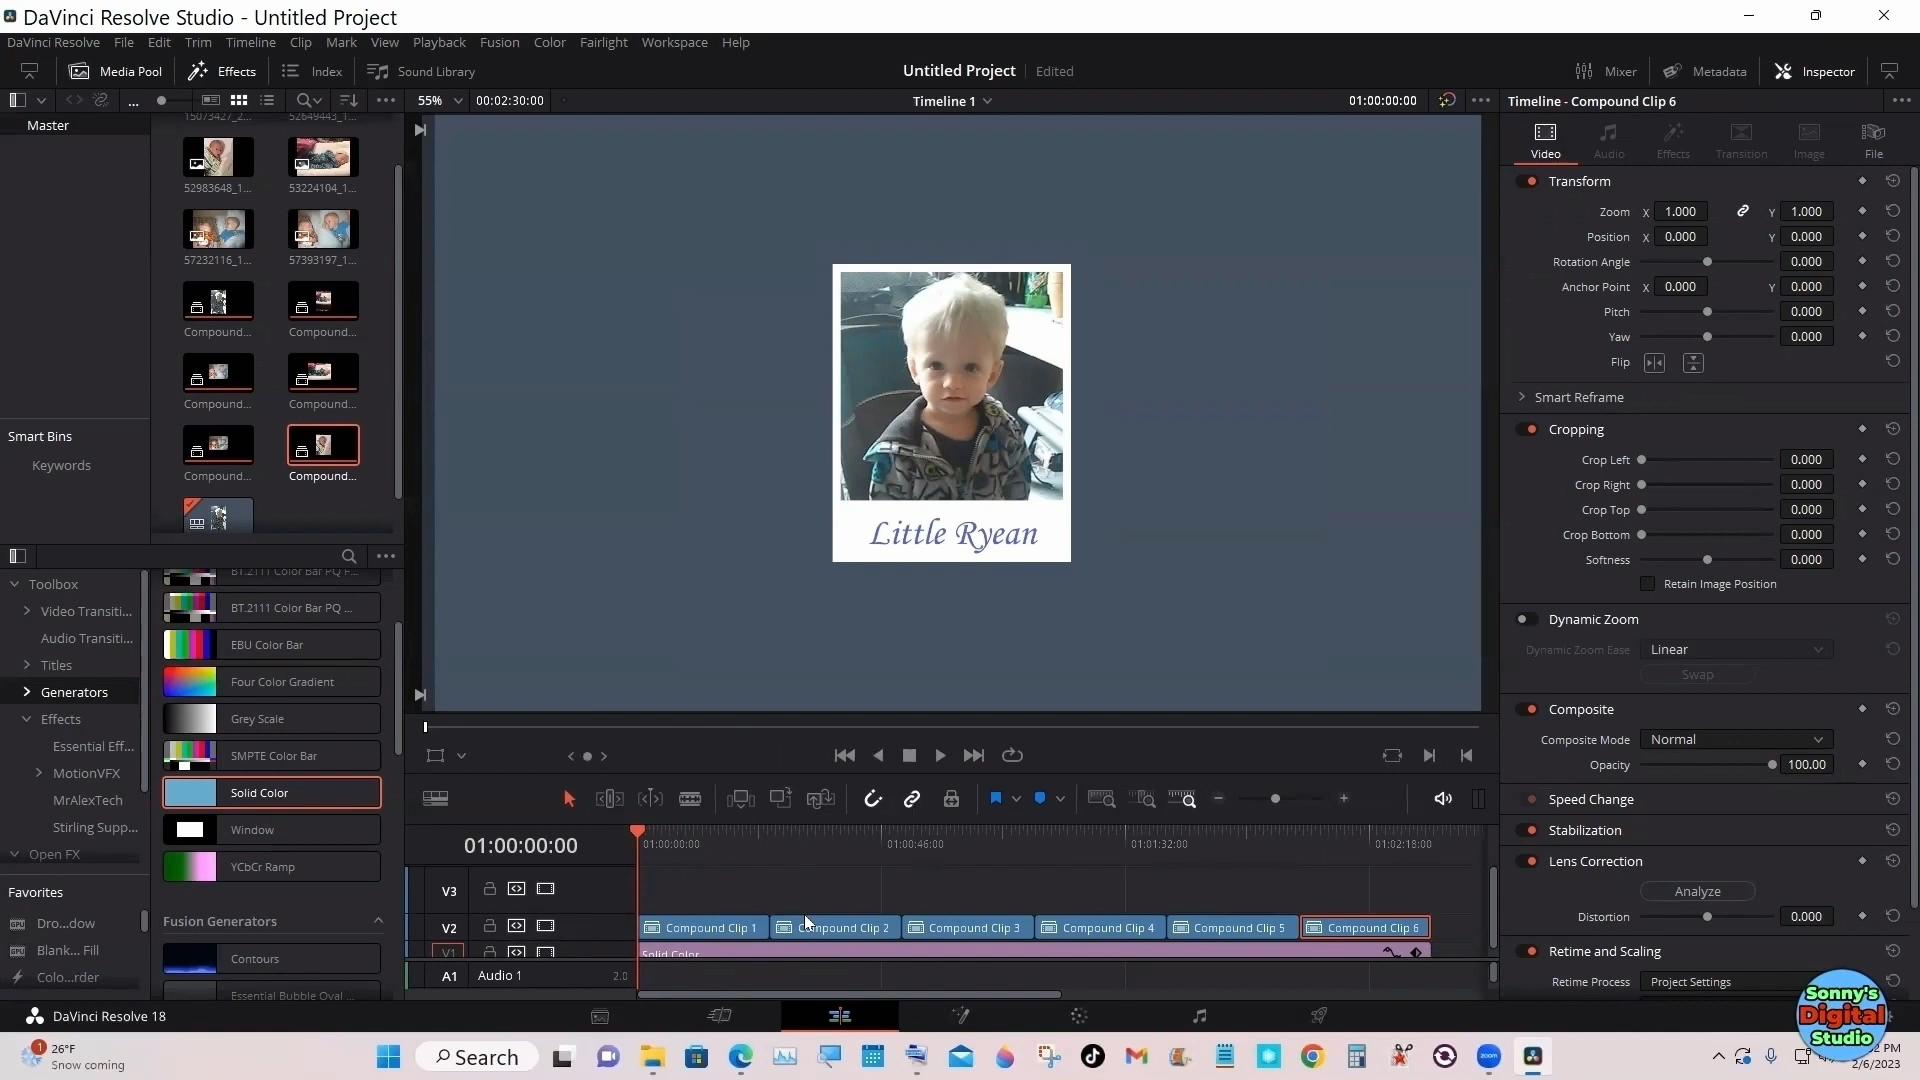 DaVinci Resolve Studio - Untitled Project
DaVinci Resolve File Edit Trim Timeline Clip Mark View Playback Fusion Color Fairlight Workspace Help
Media Pool Effects Index Sound Library Untitled Project Edited Mixer Metadata Inspector
55% 00:02:30:00 Timeline 1 01:00:00:00 Timeline - Compound Clip 6
Master
15073427_2... 52649443_1...
52983648_1... 53224104_1...
57232116_1... 57393197_1...
Compound... Compound...
Compound... Compound...
Compound... Compound...
Smart Bins
Keywords
Little Ryean
Video Audio Effects Transition Image File
Transform
Zoom X 1.000 Y 1.000
Position X 0.000 Y 0.000
Rotation Angle 0.000
Anchor Point X 0.000 Y 0.000
Pitch 0.000
Yaw 0.000
Flip
Smart Reframe
Cropping
Crop Left 0.000
Crop Right 0.000
Crop Top 0.000
Crop Bottom 0.000
Softness 0.000
Retain Image Position
Dynamic Zoom
Dynamic Zoom Ease Linear
Swap
Composite
Composite Mode Normal
Opacity 100.00
Speed Change
Stabilization
Lens Correction
Analyze
Distortion 0.000
Retime and Scaling
Retime Process Project Settings
Toolbox
Video Transiti...
Audio Transiti...
Titles
Generators
Effects
Essential Eff...
MotionVFX
MrAlexTech
Stirling Supp...
Open FX
Favorites
Dro...dow
Blank... Fill
Colo...rder
BT.2111 Color Bar PQ F...
BT.2111 Color Bar PQ ...
EBU Color Bar
Four Color Gradient
Grey Scale
SMPTE Color Bar
Solid Color
Window
YCbCr Ramp
Fusion Generators
Contours
Essential Bubble Oval ...
01:00:00:00 01:00:00:00 01:00:46:00 01:01:32:00 01:02:18:00
V3
V2 Compound Clip 1 Compound Clip 2 Compound Clip 3 Compound Clip 4 Compound Clip 5 Compound Clip 6
V1 Solid Color
A1 Audio 1 2.0
DaVinci Resolve 18
Sonny's
Digital
Studio
1 26°F
Snow coming
Search
zoom
PM
2/6/2023